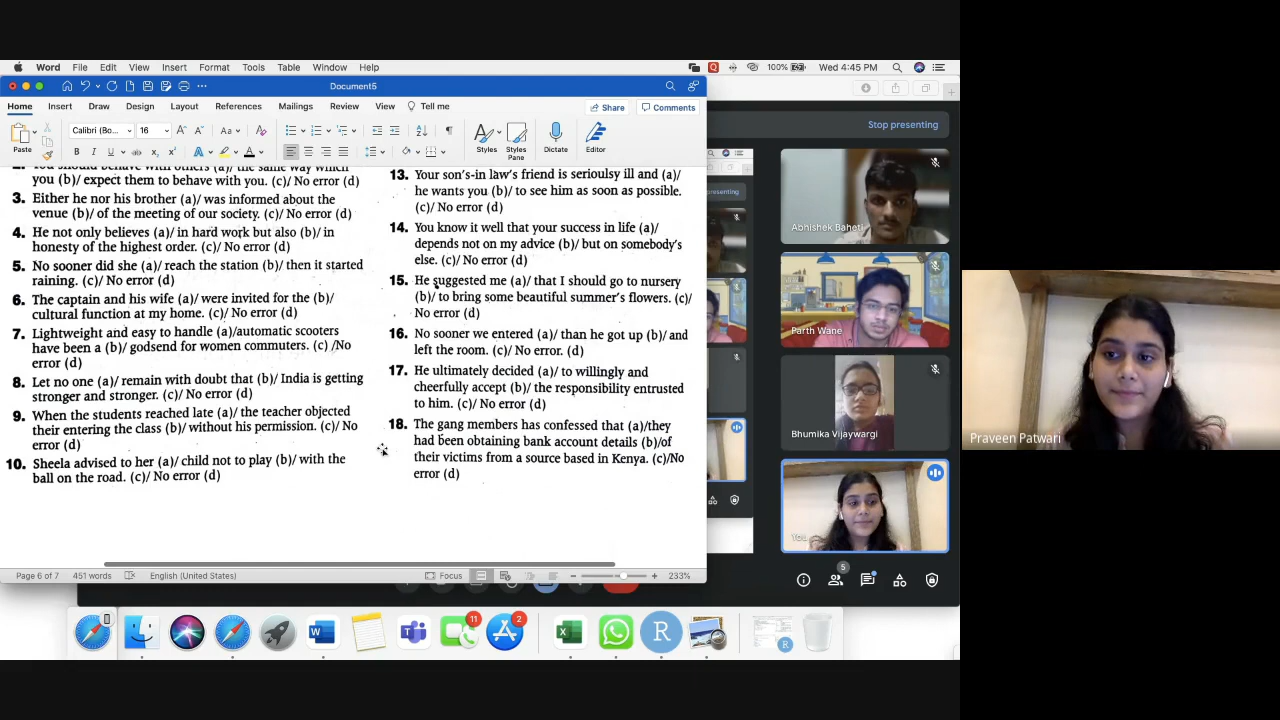 Word File Edit View Insert Format Tools Table Window Help
100%
Wed 4:45 PM
Document5
Home Insert Draw Design Layout References Mailings Review View Tell me
Share
Comments
Paste
Calibri (Bo...
16
Styles
Styles Pane
Dictate
Editor
you (b)/ expect them to behave with you. (c)/ No error (d)
3. Either he nor his brother (a)/ was informed about the
venue (b)/ of the meeting of our society. (c)/ No error (d)
4. He not only believes (a)/ in hard work but also (b)/ in
honesty of the highest order. (c)/ No error (d)
5. No sooner did she (a)/ reach the station (b)/ then it started
raining. (c)/ No error (d)
6. The captain and his wife (a)/ were invited for the (b)/
cultural function at my home. (c)/ No error (d)
7. Lightweight and easy to handle (a)/automatic scooters
have been a (b)/ godsend for women commuters. (c) /No
error (d)
8. Let no one (a)/ remain with doubt that (b)/ India is getting
stronger and stronger. (c)/ No error (d)
9. When the students reached late (a)/ the teacher objected
their entering the class (b)/ without his permission. (c)/ No
error (d)
10. Sheela advised to her (a)/ child not to play (b)/ with the
ball on the road. (c)/ No error (d)
13. Your son's-in law's friend is seriously ill and (a)/
he wants you (b)/ to see him as soon as possible.
(c)/ No error (d)
14. You know it well that your success in life (a)/
depends not on my advice (b)/ but on somebody's
else. (c)/ No error (d)
15. He suggested me (a)/ that I should go to nursery
(b)/ to bring some beautiful summer's flowers. (c)/
No error (d)
16. No sooner we entered (a)/ than he got up (b)/ and
left the room. (c)/ No error. (d)
17. He ultimately decided (a)/ to willingly and
cheerfully accept (b)/ the responsibility entrusted
to him. (c)/ No error (d)
18. The gang members has confessed that (a)/they
had been obtaining bank account details (b)/of
their victims from a source based in Kenya. (c)/No
error (d)
Page 6 of 7
451 words
English (United States)
Focus
233%
Stop presenting
presenting
Abhishek Baheti
Parth Wane
Bhumika Vijaywargi
You
5
11
2
Praveen Patwari